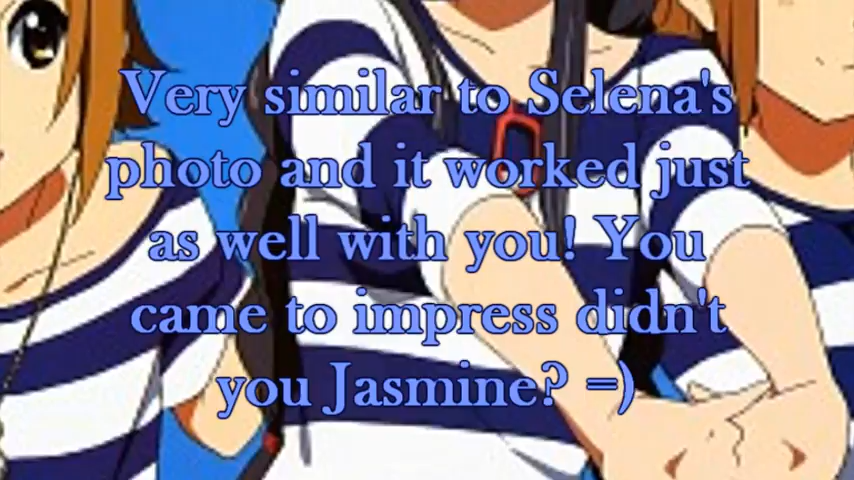 Very similar to Selena's
photo and it worked just
as well with you! You
came to impress didn't
you Jasmine? =)